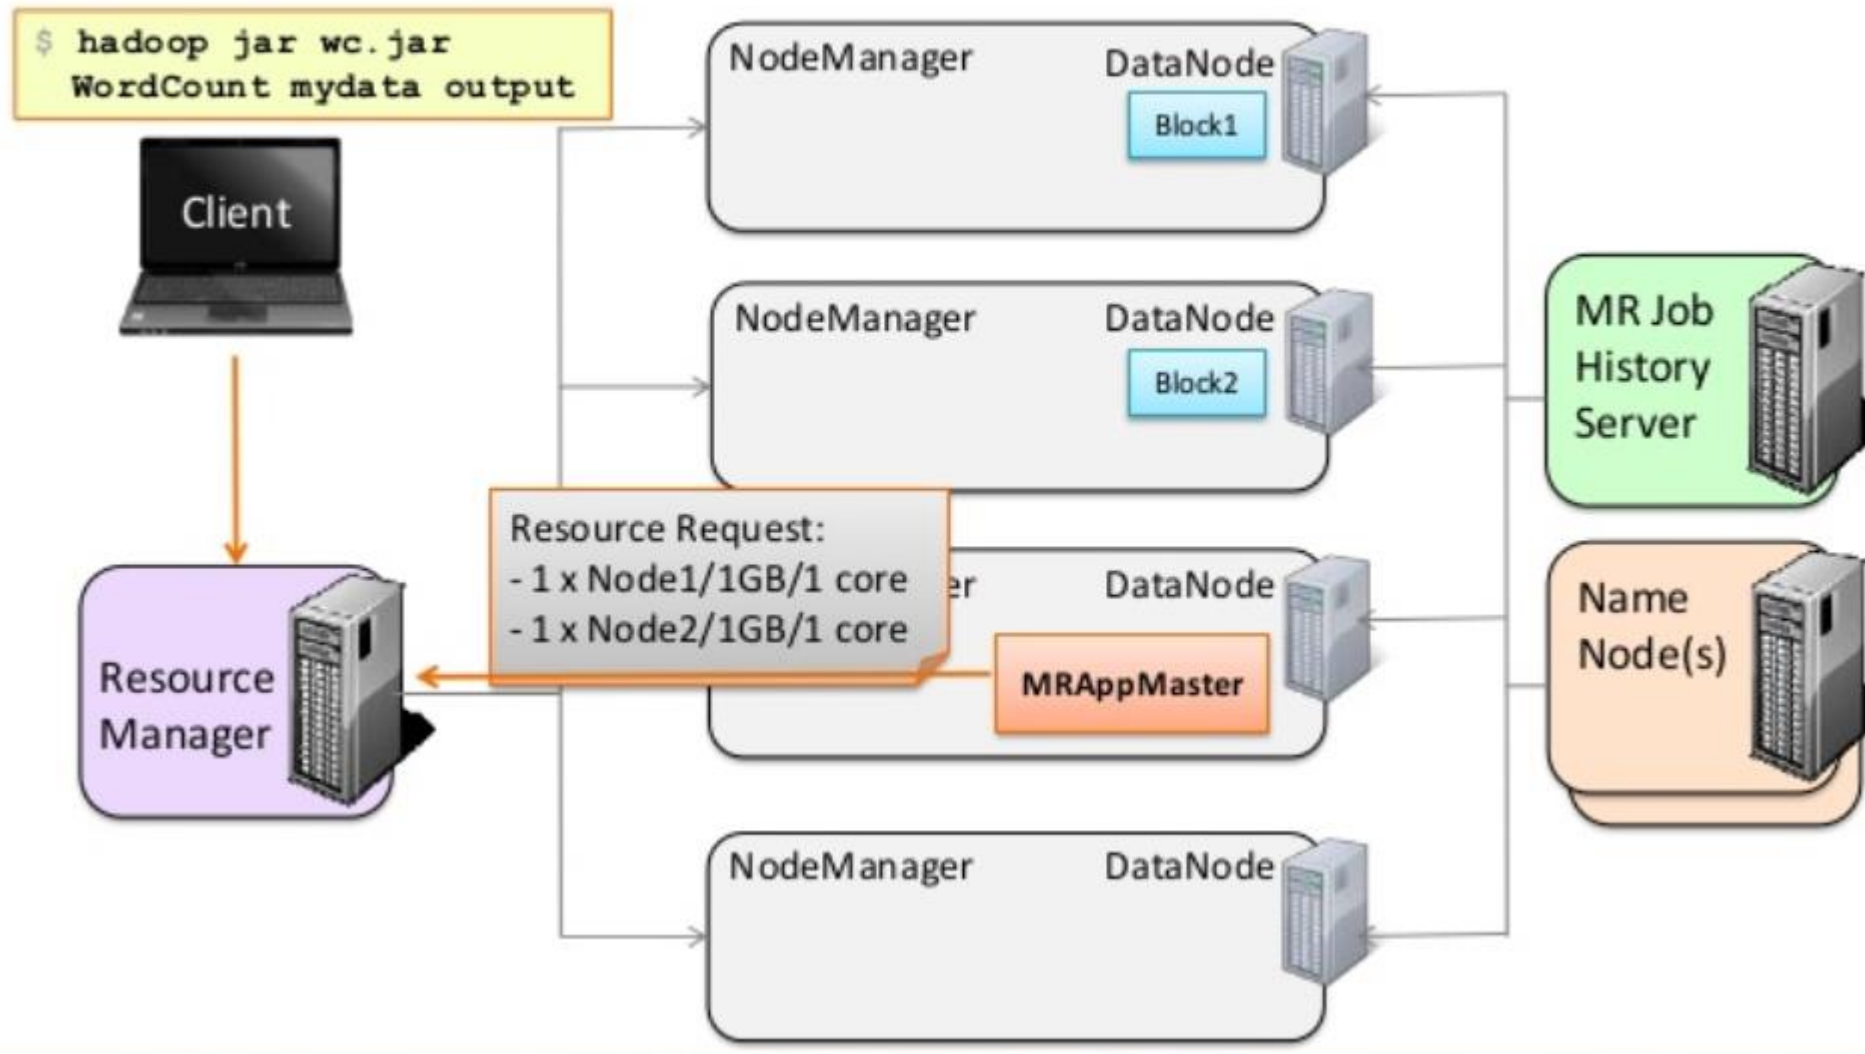 $ hadoop jar wc.jar
WordCount mydata output
Client
NodeManager DataNode
Block1
NodeManager DataNode
Block2
MR Job
History
Server
Resource Request:
- 1 x Node1/1GB/1 core
- 1 x Node2/1GB/1 core
er DataNode
MRAppMaster
Name
Node(s)
Resource
Manager
NodeManager DataNode